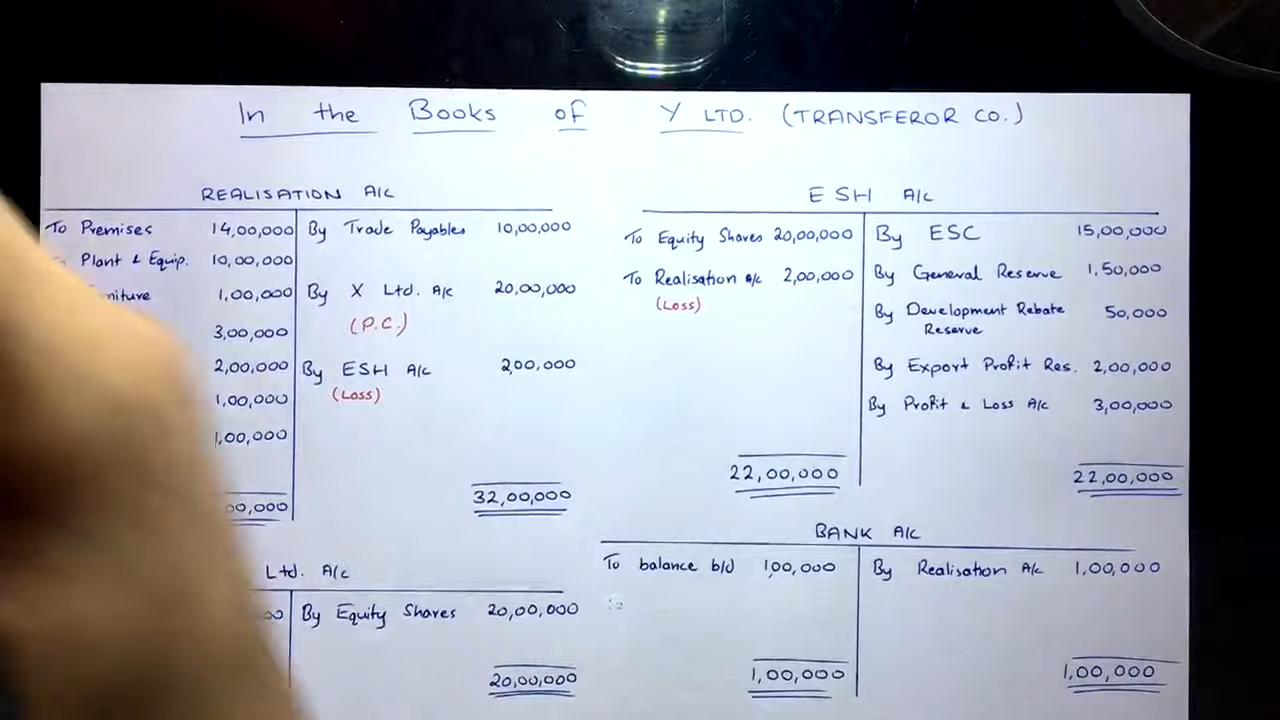 In the Books of Y LTD. (TRANSFEROR CO.)
REALISATION A/C
To Premises 14,00,000 By Trade Payables 10,00,000
Plant & Equip. 10,00,000
1,00,000 By X Ltd. A/c 20,00,000
(P.C.)
3,00,000
2,00,000 By ESH A/c 2,00,000
(Loss)
1,00,000
1,00,000
32,00,000
ESH A/C
To Equity Shares 20,00,000 By ESC 15,00,000
To Realisation A/c 2,00,000 By General Reserve 1,50,000
(Loss)
By Development Rebate 50,000
Reserve
By Export Profit Res. 2,00,000
By Profit & Loss A/c 3,00,000
22,00,000 22,00,000
Ltd. A/C
By Equity Shares 20,00,000
20,00,000
BANK A/C
To balance b/d 1,00,000 By Realisation A/c 1,00,000
1,00,000 1,00,000